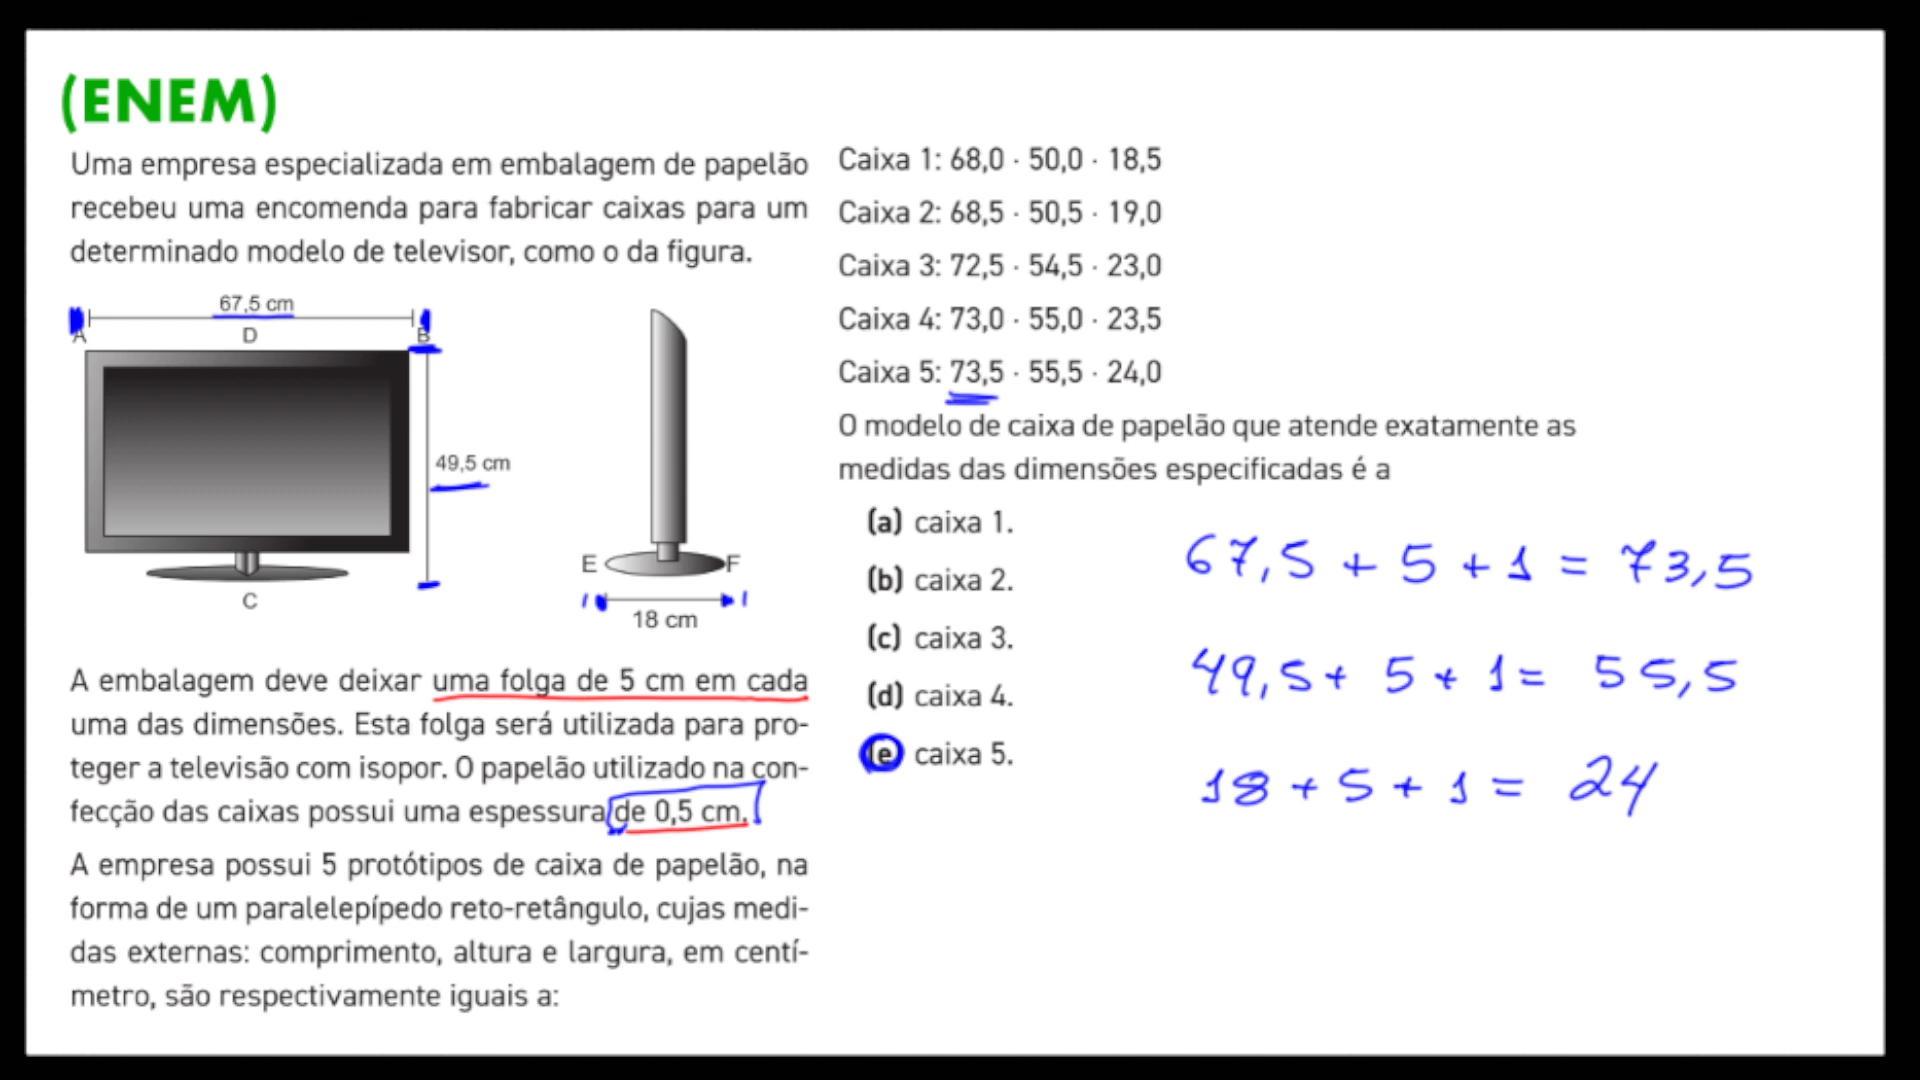 (ENEM)
Uma empresa especializada em embalagem de papelão
recebeu uma encomenda para fabricar caixas para um
determinado modelo de televisor, como o da figura.
67,5 cm
A
D
B
49,5 cm
C
E
F
18 cm
A embalagem deve deixar uma folga de 5 cm em cada
uma das dimensões. Esta folga será utilizada para pro-
teger a televisão com isopor. O papelão utilizado na con-
fecção das caixas possui uma espessura de 0,5 cm.
A empresa possui 5 protótipos de caixa de papelão, na
forma de um paralelepípedo reto-retângulo, cujas medi-
das externas: comprimento, altura e largura, em centí-
metro, são respectivamente iguais a:
Caixa 1: 68,0 · 50,0 · 18,5
Caixa 2: 68,5 · 50,5 · 19,0
Caixa 3: 72,5 · 54,5 · 23,0
Caixa 4: 73,0 · 55,0 · 23,5
Caixa 5: 73,5 · 55,5 · 24,0
O modelo de caixa de papelão que atende exatamente as
medidas das dimensões especificadas é a
(a) caixa 1.
(b) caixa 2.
(c) caixa 3.
(d) caixa 4.
(e) caixa 5.
67,5 + 5 + 1 = 73,5
49,5 + 5 + 1 = 55,5
18 + 5 + 1 = 24